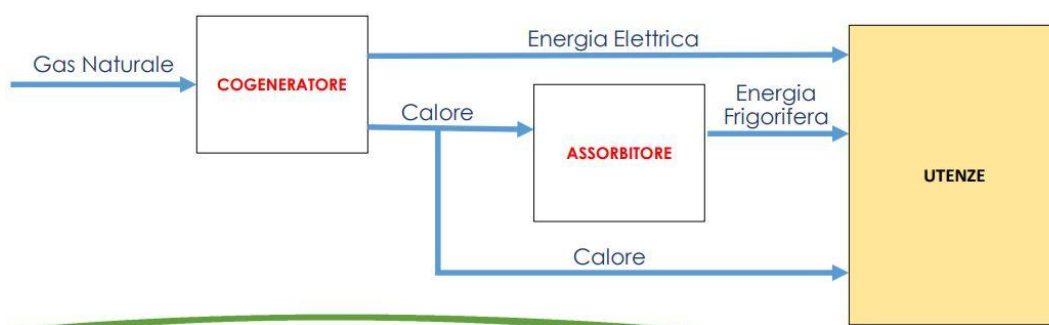 Energia Elettrica
Gas Naturale
COGENERATORE
Calore
Energia
Frigorifera
ASSORBITORE
UTENZE
Calore